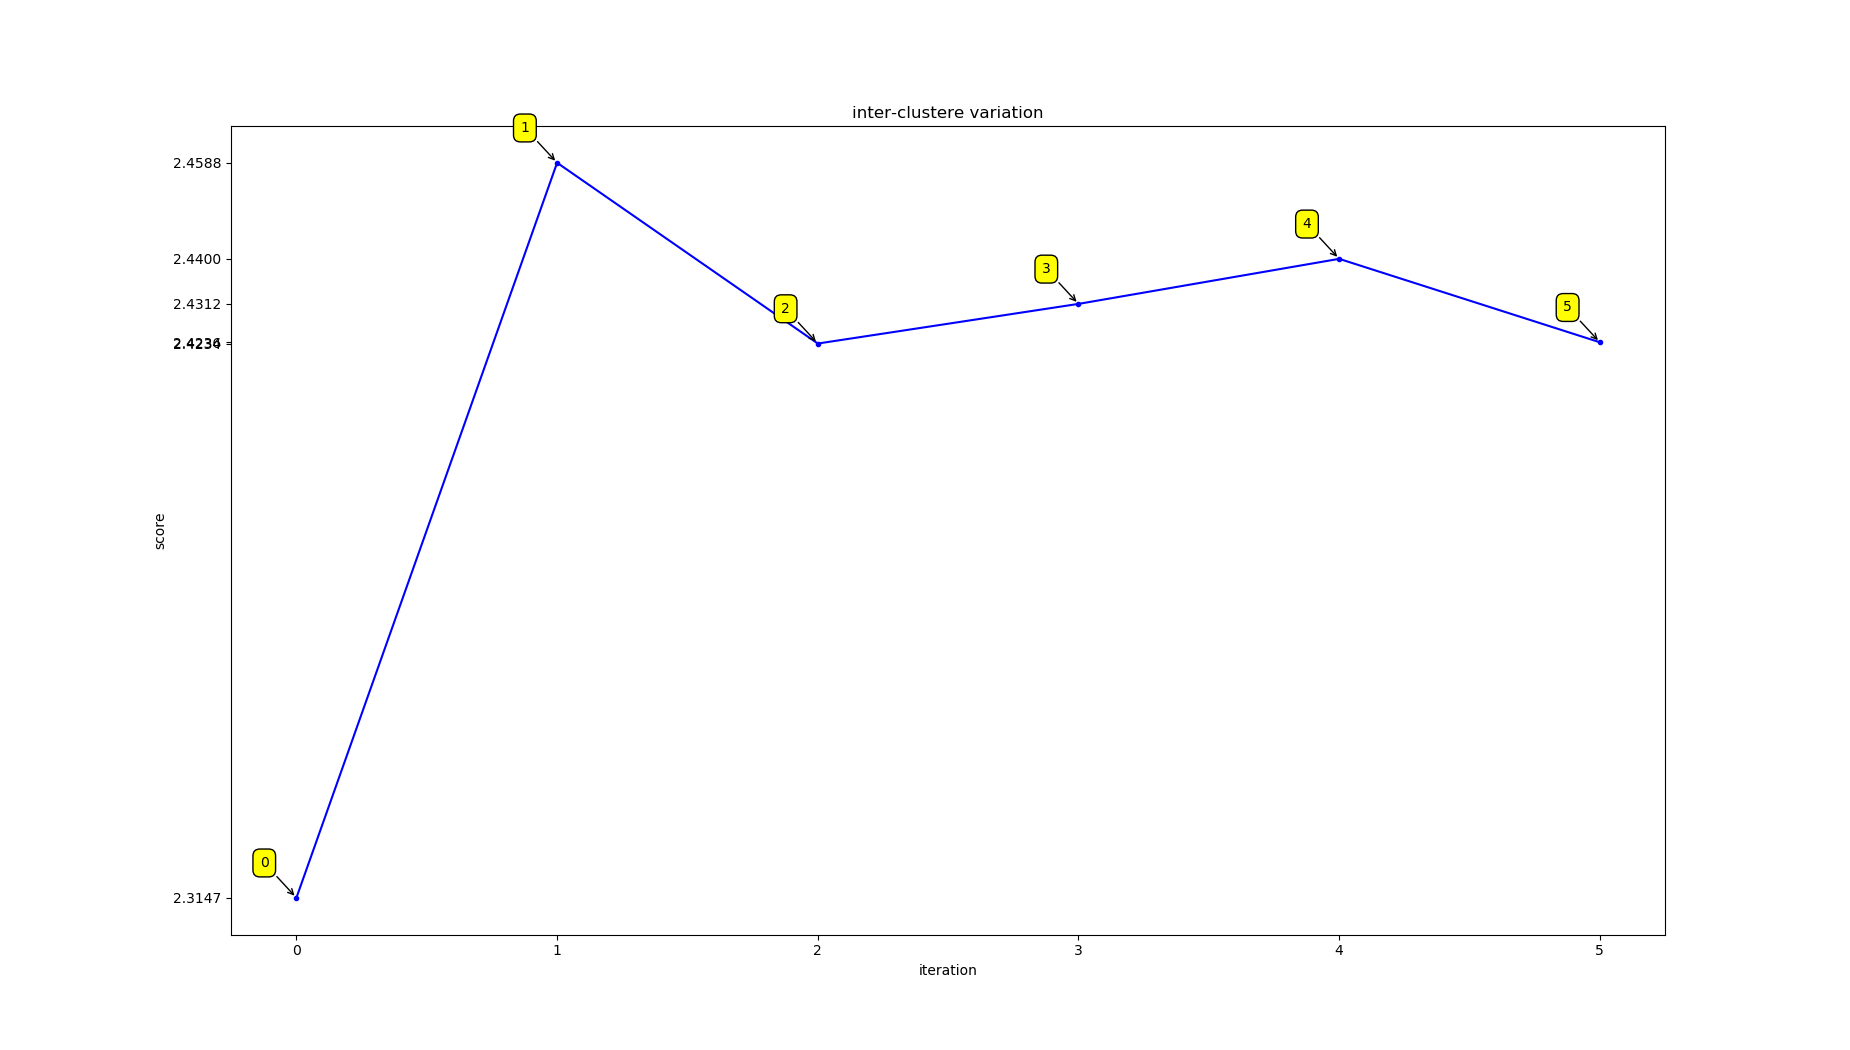 inter-clustere variation
1
2.4588
4
2.4400
3
2.4312
2
5
score
0
2.3147
0 1 2 3 4 5
iteration